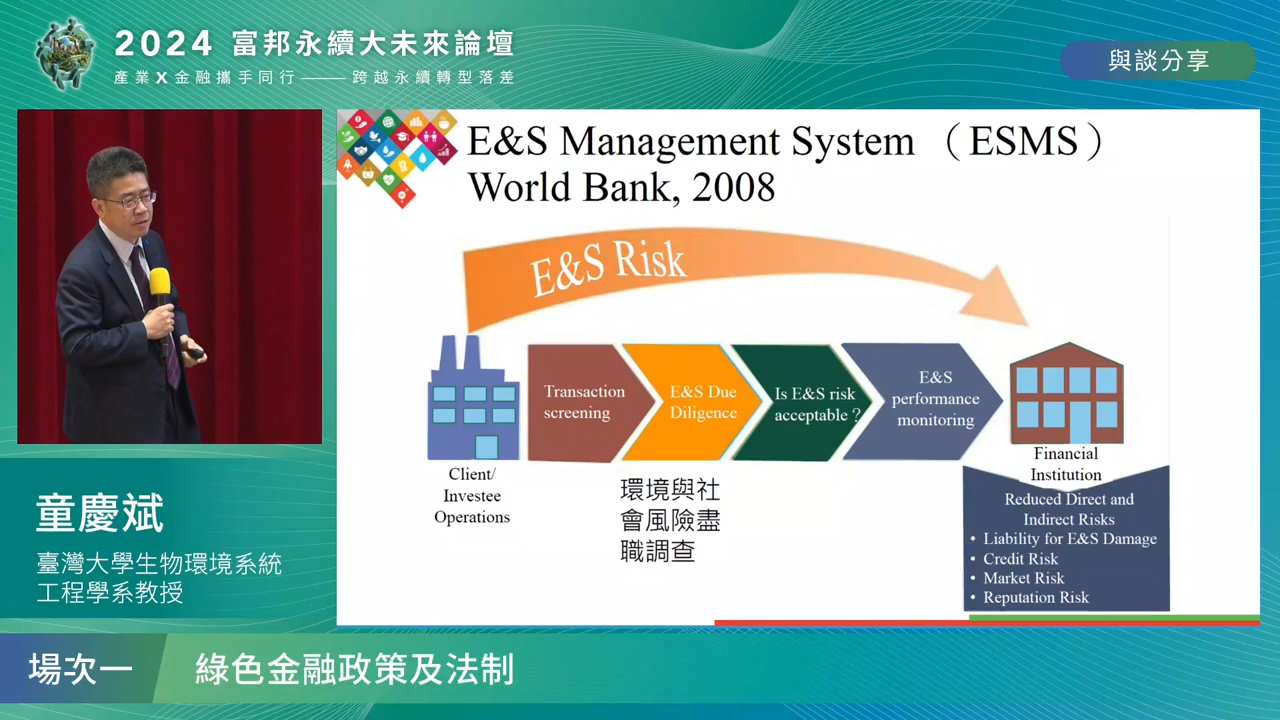 2024 富邦永續大未來論壇
產業X金融攜手同行——跨越永續轉型落差
與談分享
E&S Management System （ESMS）
World Bank, 2008
E&S Risk
Transaction
screening
E&S Due
Diligence
Is E&S risk
acceptable？
E&S
performance
monitoring
Client/
Investee
Operations
環境與社
會風險盡
職調查
Financial
Institution
Reduced Direct and
Indirect Risks
• Liability for E&S Damage
• Credit Risk
• Market Risk
• Reputation Risk
童慶斌
臺灣大學生物環境系統
工程學系教授
場次一
綠色金融政策及法制